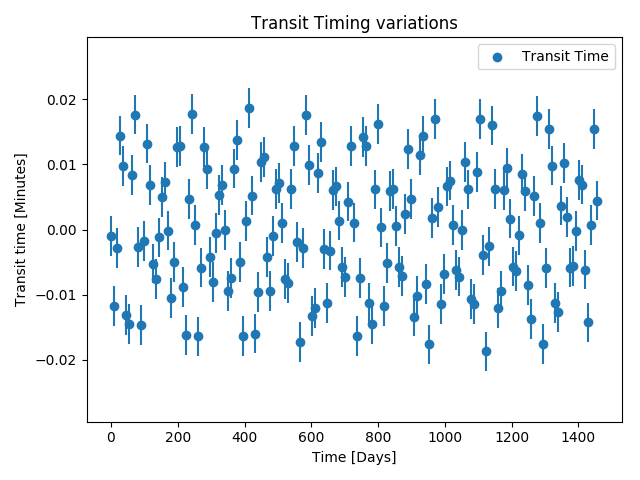 Transit Timing variations
Transit Time
0.02
0.01
0.00
−0.01
−0.02
Transit time [Minutes]
0 200 400 600 800 1000 1200 1400
Time [Days]